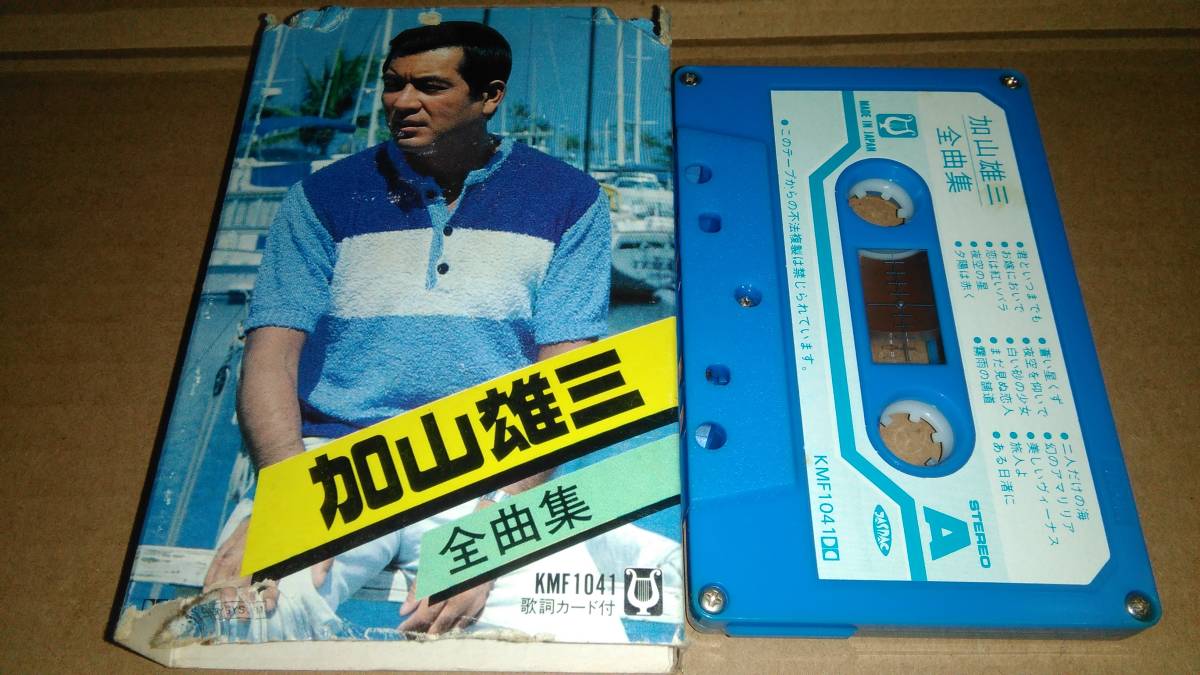 加山雄三
全曲集
KMF1041
歌詞カード付
加山雄三
全曲集
MADE IN JAPAN
●このテープからの不法複製は禁じられています。
●君といつまでも
●お嫁においで
●恋は紅いバラ
●夜空の星
●夕陽は赤く
●蒼い星くず
●夜空を仰いで
●白い砂の少女
●まだ見ぬ恋人
●霧雨の舗道
●二人だけの海
●幻のアマリリア
●美しいヴィーナス
●旅人よ
●ある日渚に
STEREO
A
KMF1041
JASRAC